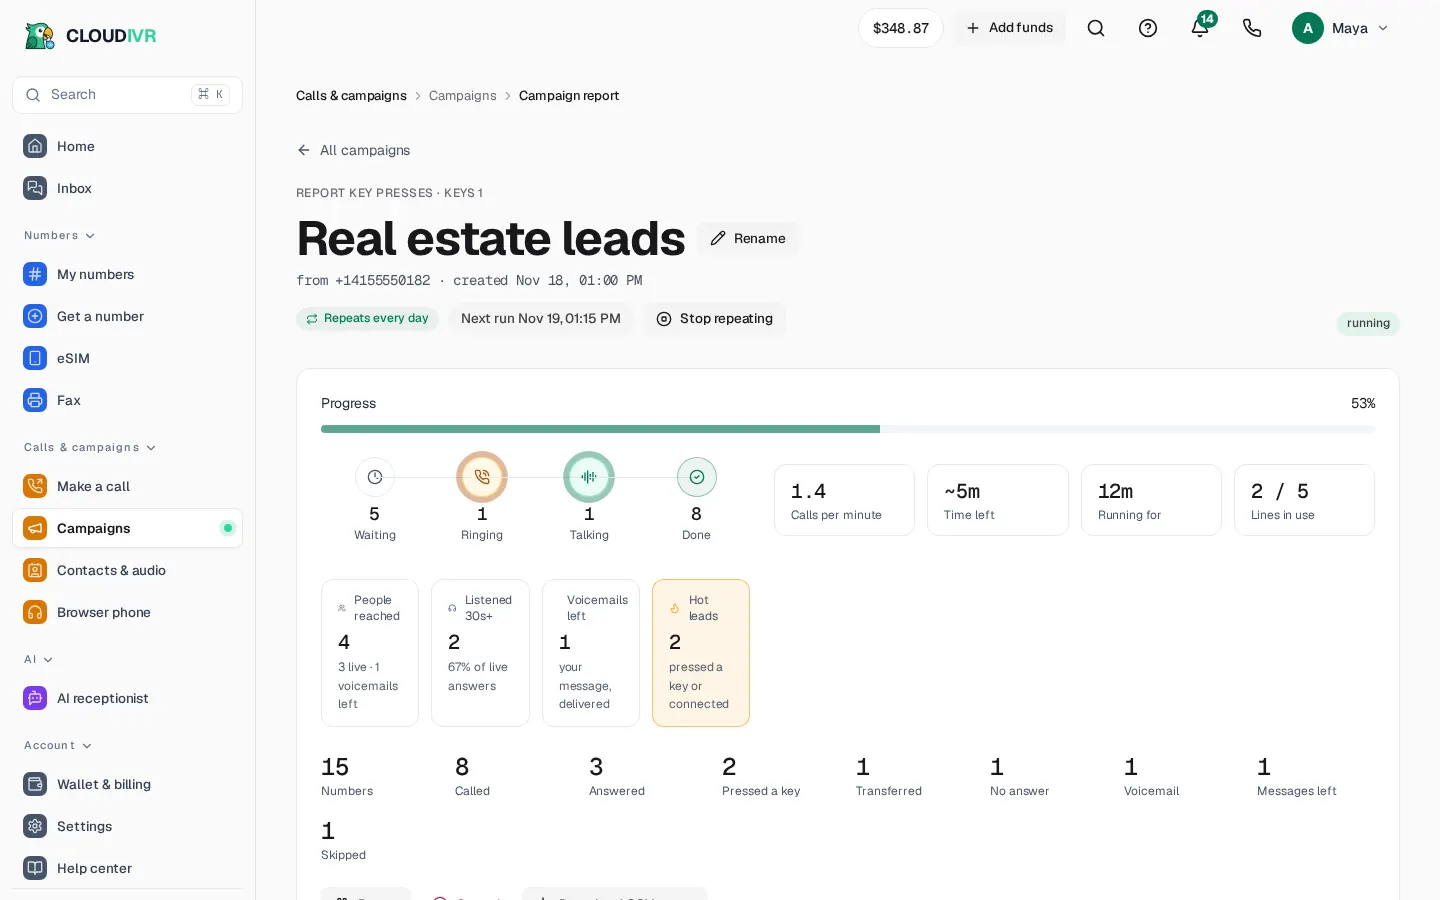 CLOUDIVR
$348.87
Add funds
14
A
Maya
Search
⌘ K
Home
Inbox
Numbers
My numbers
Get a number
eSIM
Fax
Calls & campaigns
Make a call
Campaigns
Contacts & audio
Browser phone
AI
AI receptionist
Account
Wallet & billing
Settings
Help center
Calls & campaigns > Campaigns > Campaign report
All campaigns
REPORT KEY PRESSES · KEYS 1
Real estate leads
Rename
from +14155550182 · created Nov 18, 01:00 PM
Repeats every day
Next run Nov 19, 01:15 PM
Stop repeating
running
Progress
53%
5
Waiting
1
Ringing
1
Talking
8
Done
1.4
Calls per minute
~5m
Time left
12m
Running for
2 / 5
Lines in use
People
reached
4
3 live · 1
voicemails
left
Listened
30s+
2
67% of live
answers
Voicemails
left
1
your
message,
delivered
Hot
leads
2
pressed a
key or
connected
15
Numbers
8
Called
3
Answered
2
Pressed a key
1
Transferred
1
No answer
1
Voicemail
1
Messages left
1
Skipped